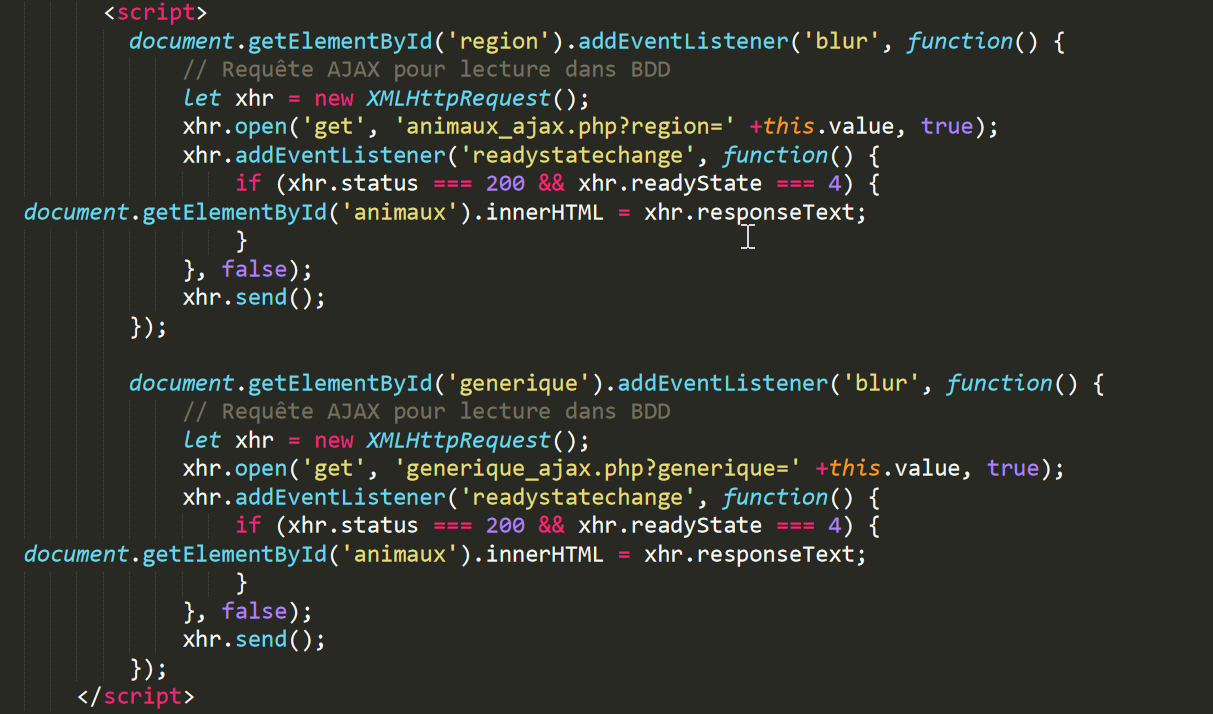 <script>
document.getElementById('region').addEventListener('blur', function() {
// Requête AJAX pour lecture dans BDD
let xhr = new XMLHttpRequest();
xhr.open('get', 'animaux_ajax.php?region=' +this.value, true);
xhr.addEventListener('readystatechange', function() {
if (xhr.status === 200 && xhr.readyState === 4) {
document.getElementById('animaux').innerHTML = xhr.responseText;
}
}, false);
xhr.send();
});
document.getElementById('generique').addEventListener('blur', function() {
// Requête AJAX pour lecture dans BDD
let xhr = new XMLHttpRequest();
xhr.open('get', 'generique_ajax.php?generique=' +this.value, true);
xhr.addEventListener('readystatechange', function() {
if (xhr.status === 200 && xhr.readyState === 4) {
document.getElementById('animaux').innerHTML = xhr.responseText;
}
}, false);
xhr.send();
});
</script>